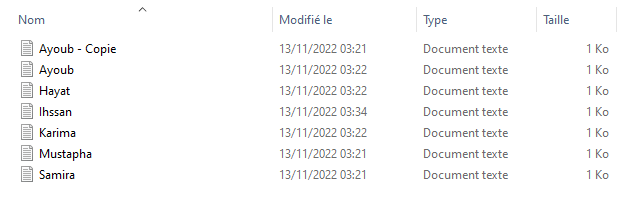 Nom Modifié le Type Taille
Ayoub - Copie 13/11/2022 03:21 Document texte 1 Ko
Ayoub 13/11/2022 03:22 Document texte 1 Ko
Hayat 13/11/2022 03:22 Document texte 1 Ko
Ihssan 13/11/2022 03:34 Document texte 1 Ko
Karima 13/11/2022 03:22 Document texte 1 Ko
Mustapha 13/11/2022 03:21 Document texte 1 Ko
Samira 13/11/2022 03:21 Document texte 1 Ko